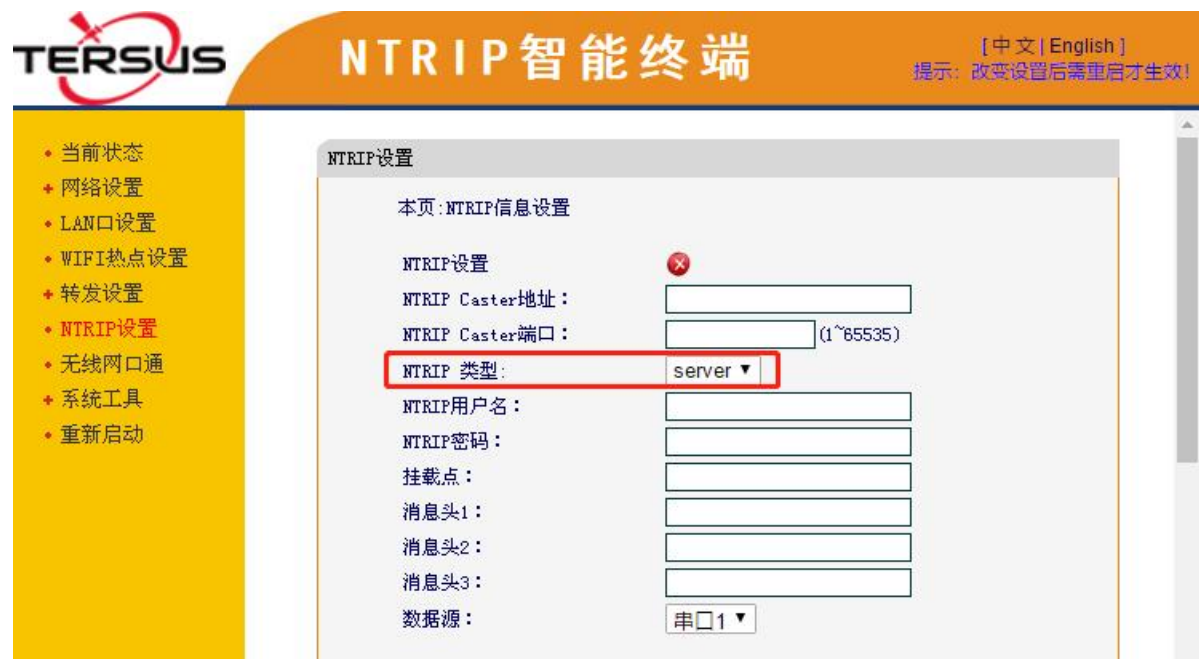 TERSUS
NTRIP智能终端
[中文|English]
提示：改变设置后需重启才生效!
当前状态
网络设置
LAN口设置
WIFI热点设置
转发设置
NTRIP设置
无线网口通
系统工具
重新启动
NTRIP设置
本页:NTRIP信息设置
NTRIP设置
NTRIP Caster地址：
NTRIP Caster端口： (1~65535)
NTRIP 类型: server
NTRIP用户名：
NTRIP密码：
挂载点：
消息头1：
消息头2：
消息头3：
数据源： 串口1